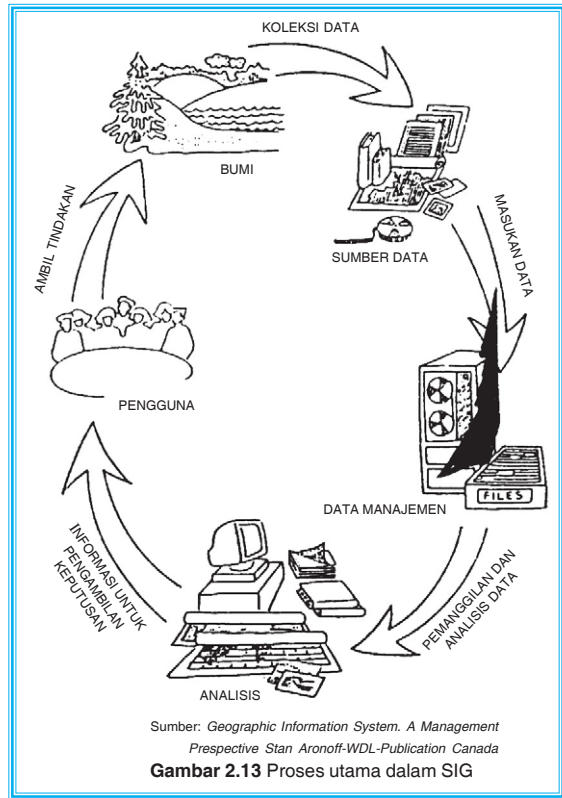 KOLEKSI DATA
BUMI
SUMBER DATA
MASUKAN DATA
FILES
DATA MANAJEMEN
PEMANGGILAN DAN
ANALISIS DATA
ANALISIS
INFORMASI UNTUK
PENGAMBILAN
KEPUTUSAN
PENGGUNA
AMBIL TINDAKAN
Sumber: Geographic Information System. A Management
Prespective Stan Aronoff-WDL-Publication Canada
Gambar 2.13 Proses utama dalam SIG